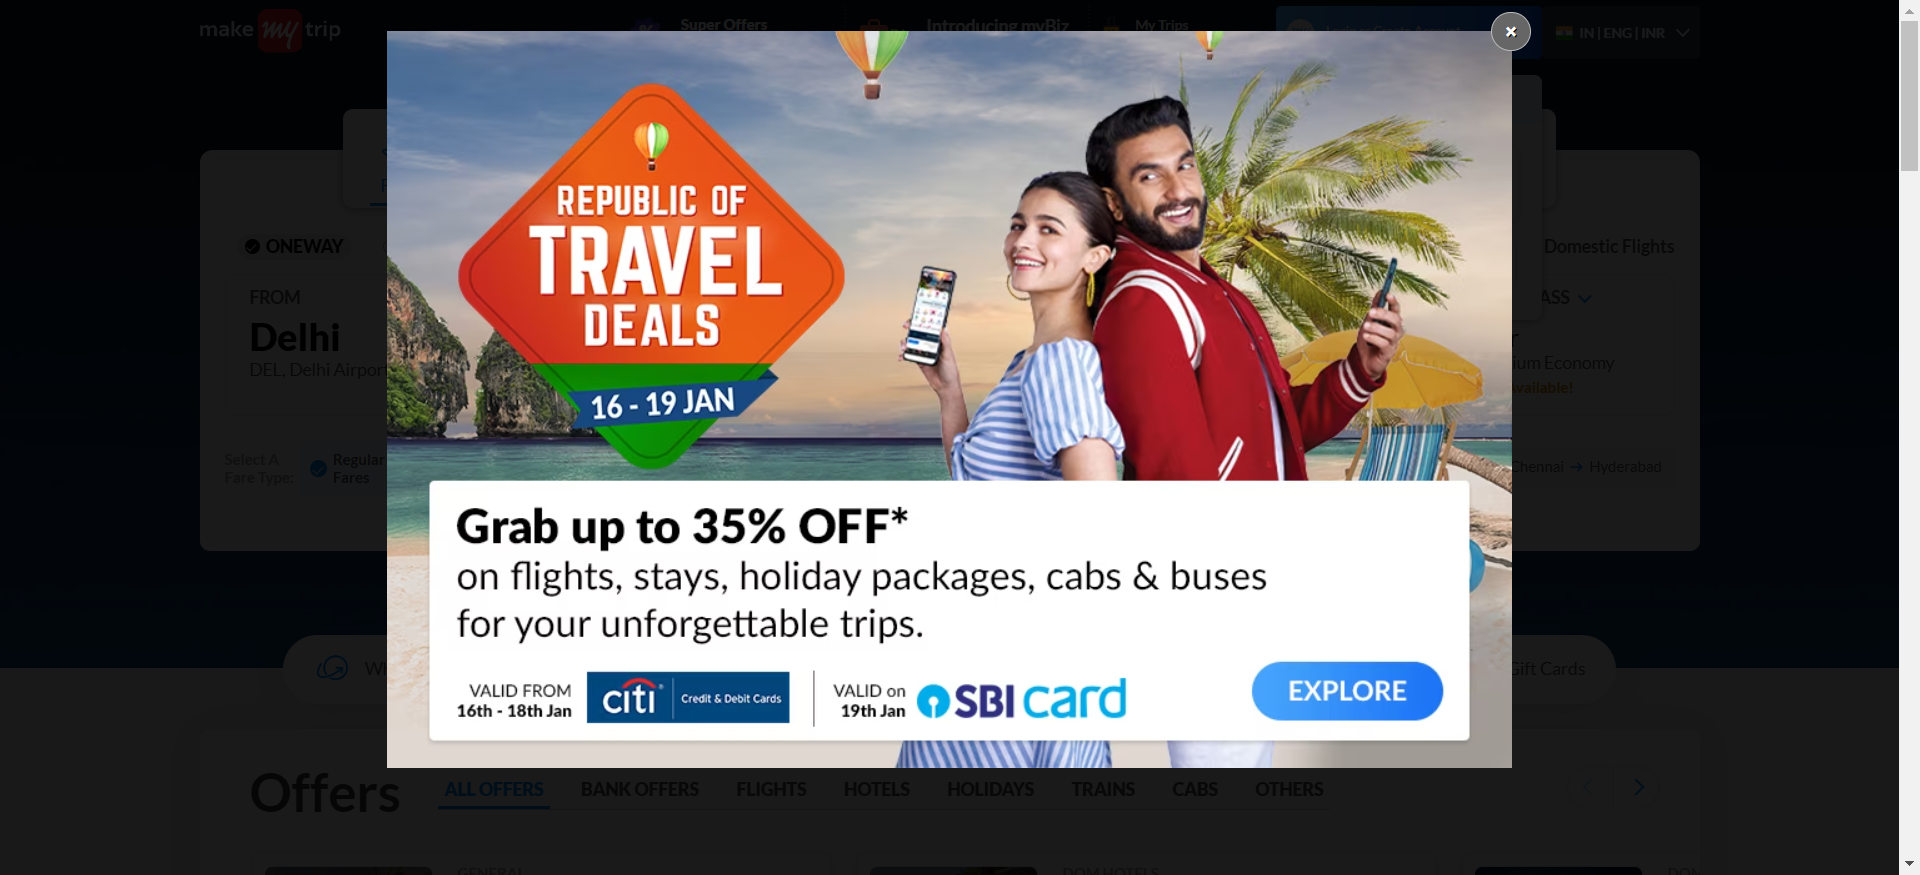 make my trip
Super Offers
Introducing myBiz
My Trips
IN | ENG | INR
ONEWAY
Domestic Flights
FROM
Delhi
DEL, Delhi Airport
Select A
Fare Type:
Regular
Fares
Economy
Chennai → Hyderabad
REPUBLIC OF
TRAVEL
DEALS
16 - 19 JAN
Grab up to 35% OFF*
on flights, stays, holiday packages, cabs & buses
for your unforgettable trips.
VALID FROM
16th - 18th Jan
citi
Credit & Debit Cards
VALID on
19th Jan
SBI card
EXPLORE
Gift Cards
Offers
ALL OFFERS
BANK OFFERS
FLIGHTS
HOTELS
HOLIDAYS
TRAINS
CABS
OTHERS